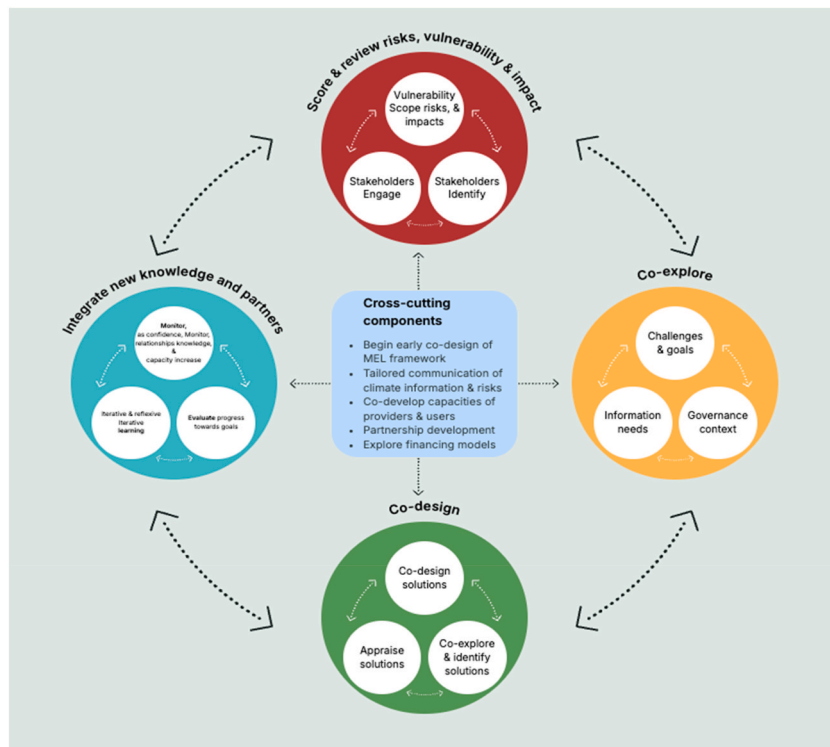 Score & review risks, vulnerability & impact
Vulnerability
Scope risks, &
impacts
Stakeholders
Engage
Stakeholders
Identify
Integrate new knowledge and partners
Monitor,
as confidence, Monitor,
relationships knowledge,
&
capacity increase
Iterative & reflexive
Iterative
learning
Evaluate progress
towards goals
Cross-cutting
components
• Begin early co-design of
MEL framework
• Tailored communication of
climate information & risks
• Co-develop capacities of
providers & users
• Partnership development
• Explore financing models
Co-explore
Challenges
& goals
Information
needs
Governance
context
Co-design
Co-design
solutions
Appraise
solutions
Co-explore
& identify
solutions